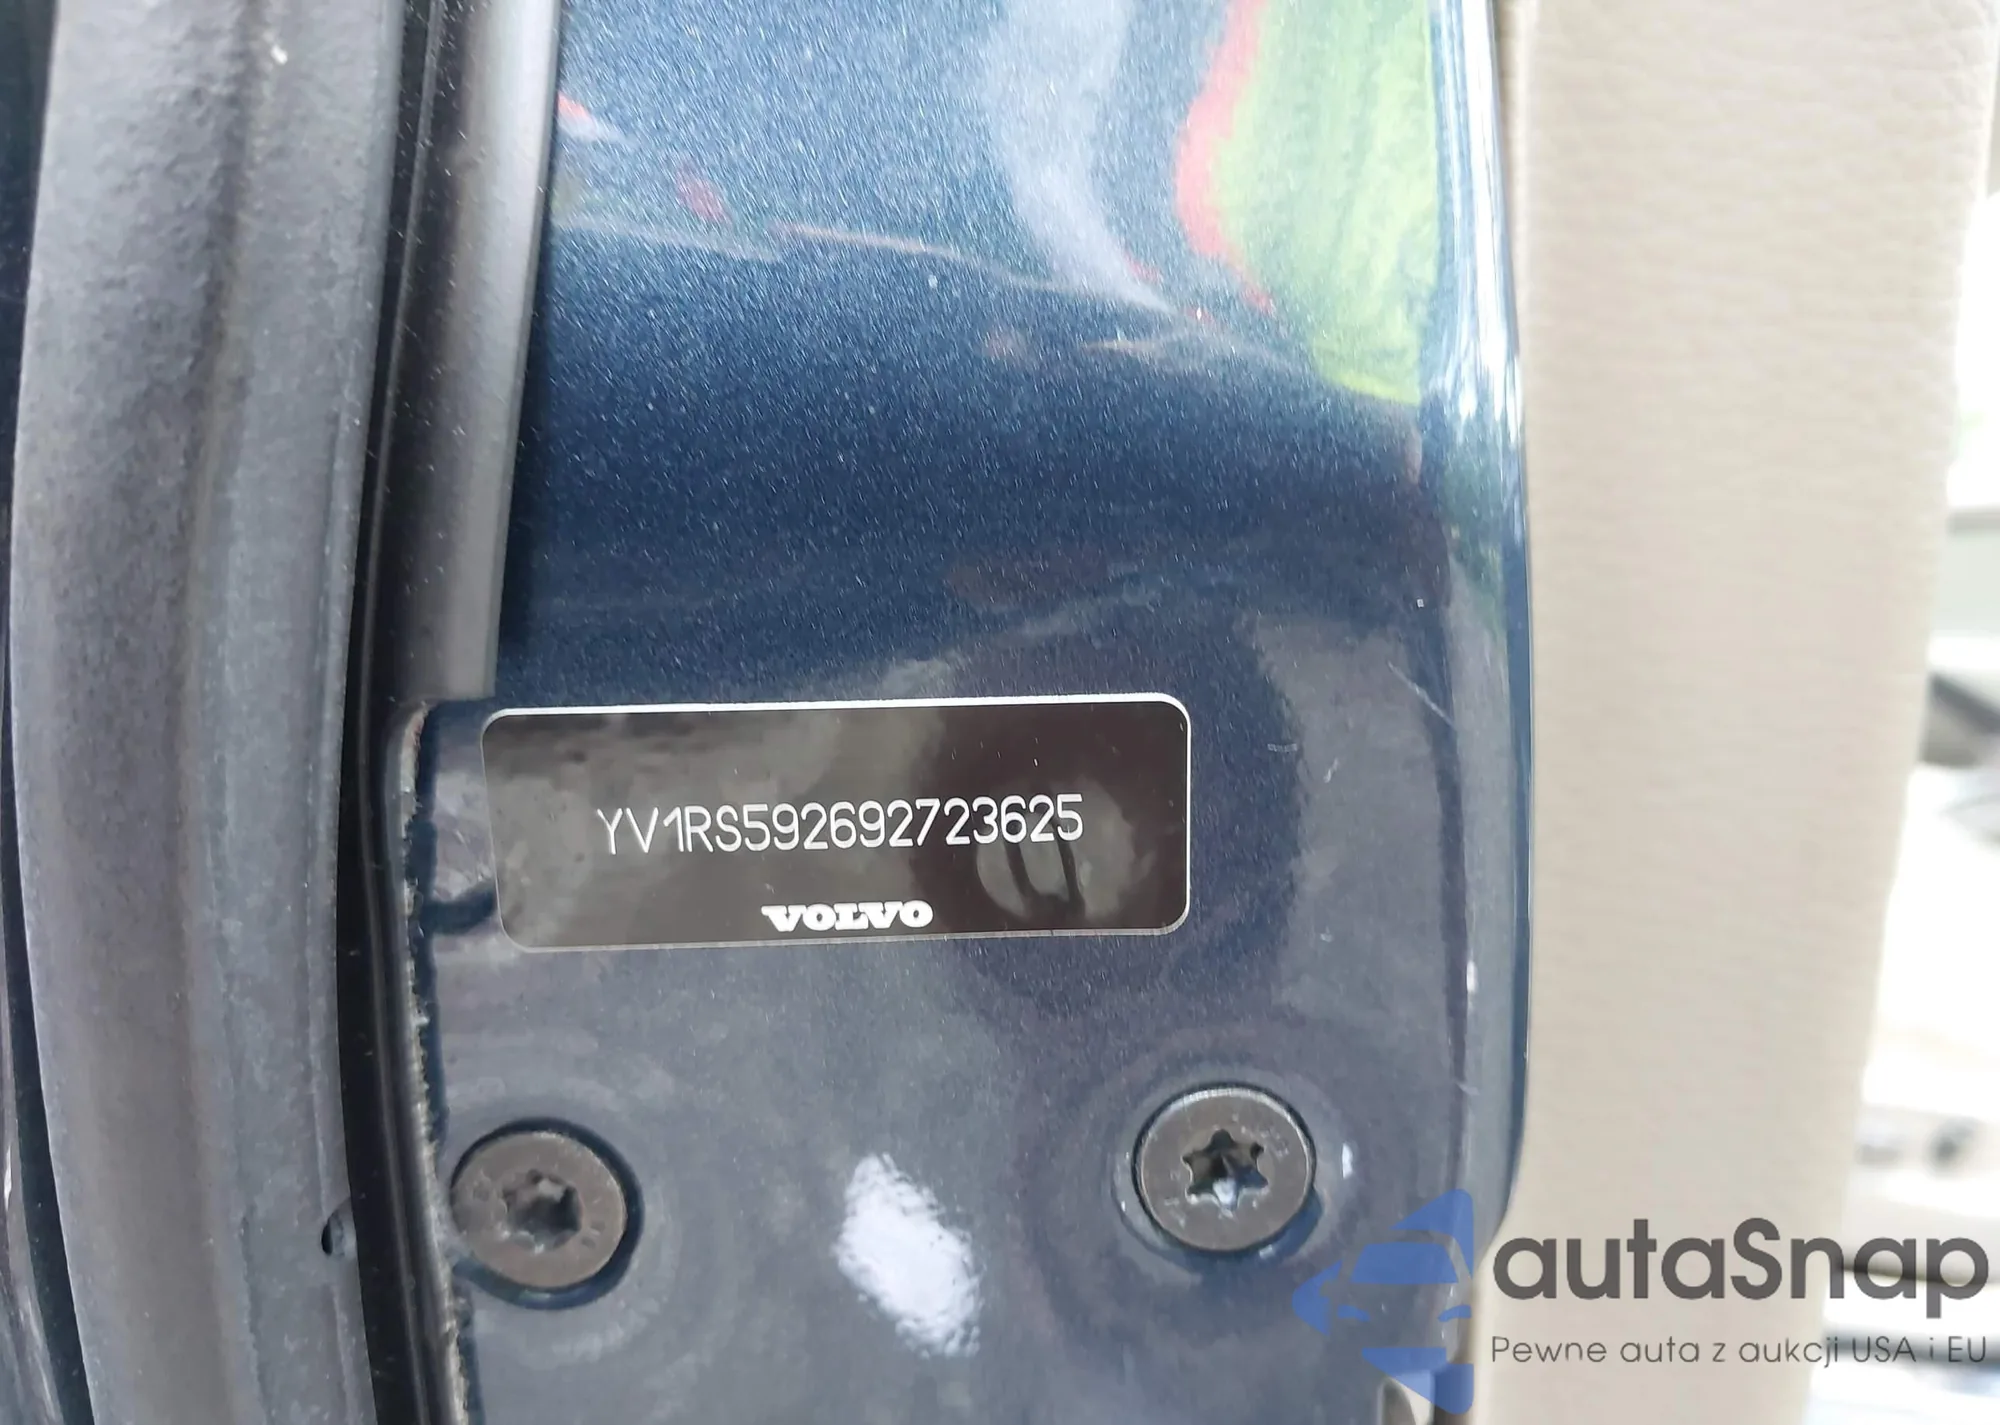 YV1RS592692723625
VOLVO
autaSnap
Pewne auta z aukcji USA i EU